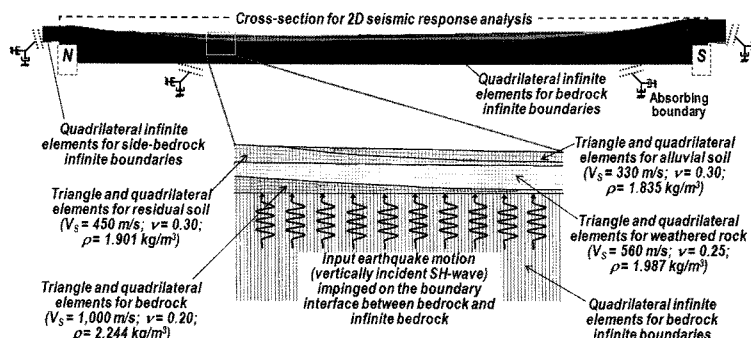 Cross-section for 2D seismic response analysis
N
S
Quadrilateral infinite
elements for bedrock
infinite boundaries
Absorbing
boundary
Quadrilateral infinite
elements for side-bedrock
infinite boundaries
Triangle and quadrilateral
elements for alluvial soil
(VS = 330 m/s; ν = 0.30;
ρ= 1.835 kg/m³)
Triangle and quadrilateral
elements for residual soil
(VS = 450 m/s; ν = 0.30;
ρ= 1.901 kg/m³)
Triangle and quadrilateral
elements for weathered rock
(VS = 560 m/s; ν = 0.25;
ρ= 1.987 kg/m³)
Input earthquake motion
(vertically incident SH-wave)
impinged on the boundary
interface between bedrock and
infinite bedrock
Triangle and quadrilateral
elements for bedrock
(VS = 1,000 m/s; ν = 0.20;
ρ = 2.244 kg/m³)
Quadrilateral infinite
elements for bedrock
infinite boundaries